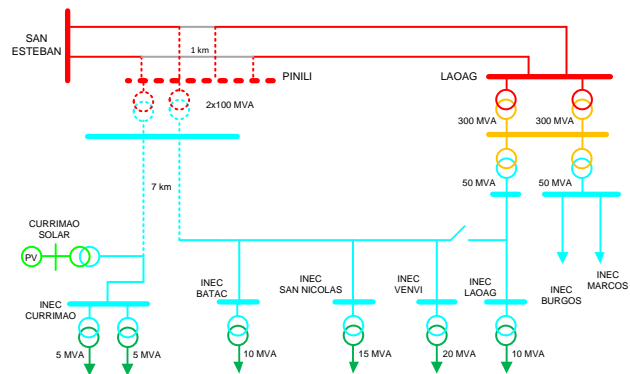 SAN
ESTEBAN
1 km
PINILI
LAOAG
2x100 MVA
300 MVA
300 MVA
50 MVA
50 MVA
7 km
CURRIMAO
SOLAR
PV
INEC
CURRIMAO
5 MVA
5 MVA
INEC
BATAC
10 MVA
INEC
SAN NICOLAS
15 MVA
INEC
VENVI
20 MVA
INEC
LAOAG
10 MVA
INEC
BURGOS
INEC
MARCOS